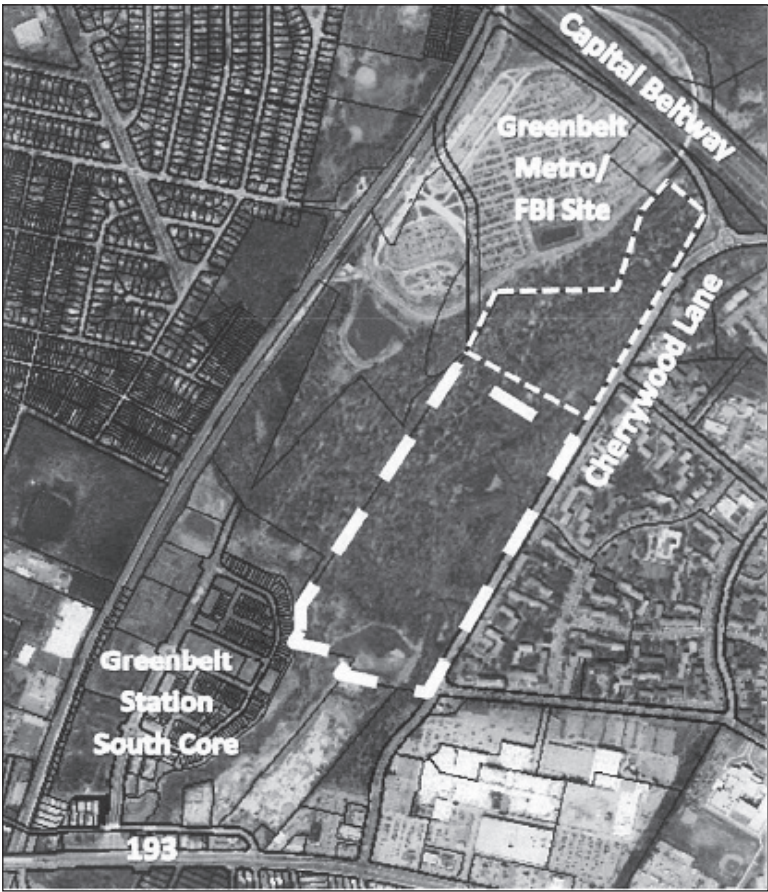 Capital Beltway
Greenbelt
Metro/
FBI Site
Cherrywood Lane
Greenbelt
Station
South Core
193